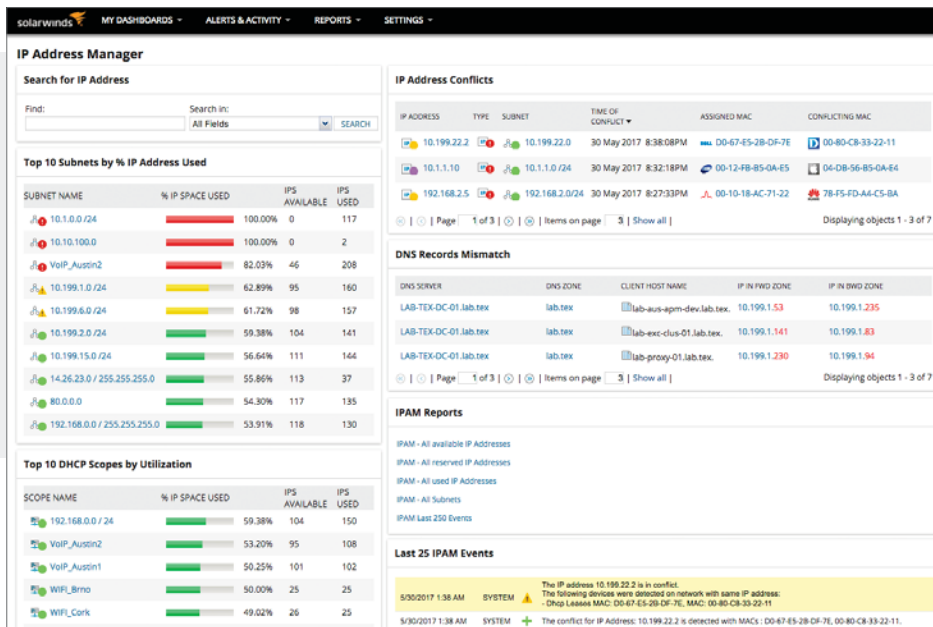 solarwinds MY DASHBOARDS ALERTS & ACTIVITY REPORTS SETTINGS
IP Address Manager
Search for IP Address
Find: Search in:
All Fields SEARCH
Top 10 Subnets by % IP Address Used
SUBNET NAME % IP SPACE USED IPS AVAILABLE IPS USED
10.1.0.0 /24 100.00% 0 117
10.10.100.0 100.00% 0 2
VoIP_Austin2 82.03% 46 208
10.199.1.0 /24 62.89% 95 160
10.199.6.0 /24 61.72% 98 157
10.199.2.0 /24 59.38% 104 141
10.199.15.0 /24 56.64% 111 144
14.26.23.0 / 255.255.255.0 55.86% 113 37
80.0.0.0 54.30% 117 135
192.168.0.0 / 255.255.255.0 53.91% 118 130
Top 10 DHCP Scopes by Utilization
SCOPE NAME % IP SPACE USED IPS AVAILABLE IPS USED
192.168.0.0 / 24 59.38% 104 150
VoIP_Austin2 53.20% 95 108
VoIP_Austin1 50.25% 101 102
WIFI_Brno 50.00% 25 25
WIFI_Cork 49.02% 26 25
IP Address Conflicts
IP ADDRESS TYPE SUBNET TIME OF CONFLICT ASSIGNED MAC CONFLICTING MAC
10.199.22.2 10.199.22.0 30 May 2017 8:38:08PM DELL D0-67-E5-2B-DF-7E 00-80-C8-33-22-11
10.1.1.10 10.1.1.0 /24 30 May 2017 8:32:18PM 00-12-FB-B5-0A-E5 04-DB-56-B5-0A-E4
192.168.2.5 192.168.2.0/24 30 May 2017 8:27:33PM 00-10-18-AC-71-22 78-F5-FD-A4-C5-BA
| Page 1 of 3 | Items on page 3 | Show all | Displaying objects 1 - 3 of 7
DNS Records Mismatch
DNS SERVER DNS ZONE CLIENT HOST NAME IP IN FWD ZONE IP IN BWD ZONE
LAB-TEX-DC-01.lab.tex lab.tex lab-aus-apm-dev.lab.tex. 10.199.1.53 10.199.1.235
LAB-TEX-DC-01.lab.tex lab.tex lab-exc-clus-01.lab.tex. 10.199.1.141 10.199.1.83
LAB-TEX-DC-01.lab.tex lab.tex lab-proxy-01.lab.tex. 10.199.1.230 10.199.1.94
| Page 1 of 3 | Items on page 3 | Show all | Displaying objects 1 - 3 of 7
IPAM Reports
IPAM - All available IP Addresses
IPAM - All reserved IP Addresses
IPAM - All used IP Addresses
IPAM - All Subnets
IPAM Last 250 Events
Last 25 IPAM Events
The IP address 10.199.22.2 is in conflict.
5/30/2017 1:38 AM SYSTEM The following devices were detected on network with same IP address:
- Dhcp Leases MAC: D0-67-E5-2B-DF-7E, MAC: 00-80-C8-33-22-11
5/30/2017 1:38 AM SYSTEM The conflict for IP Address: 10.199.22.2 is detected with MACs : D0-67-E5-2B-DF-7E, 00-80-C8-33-22-11.